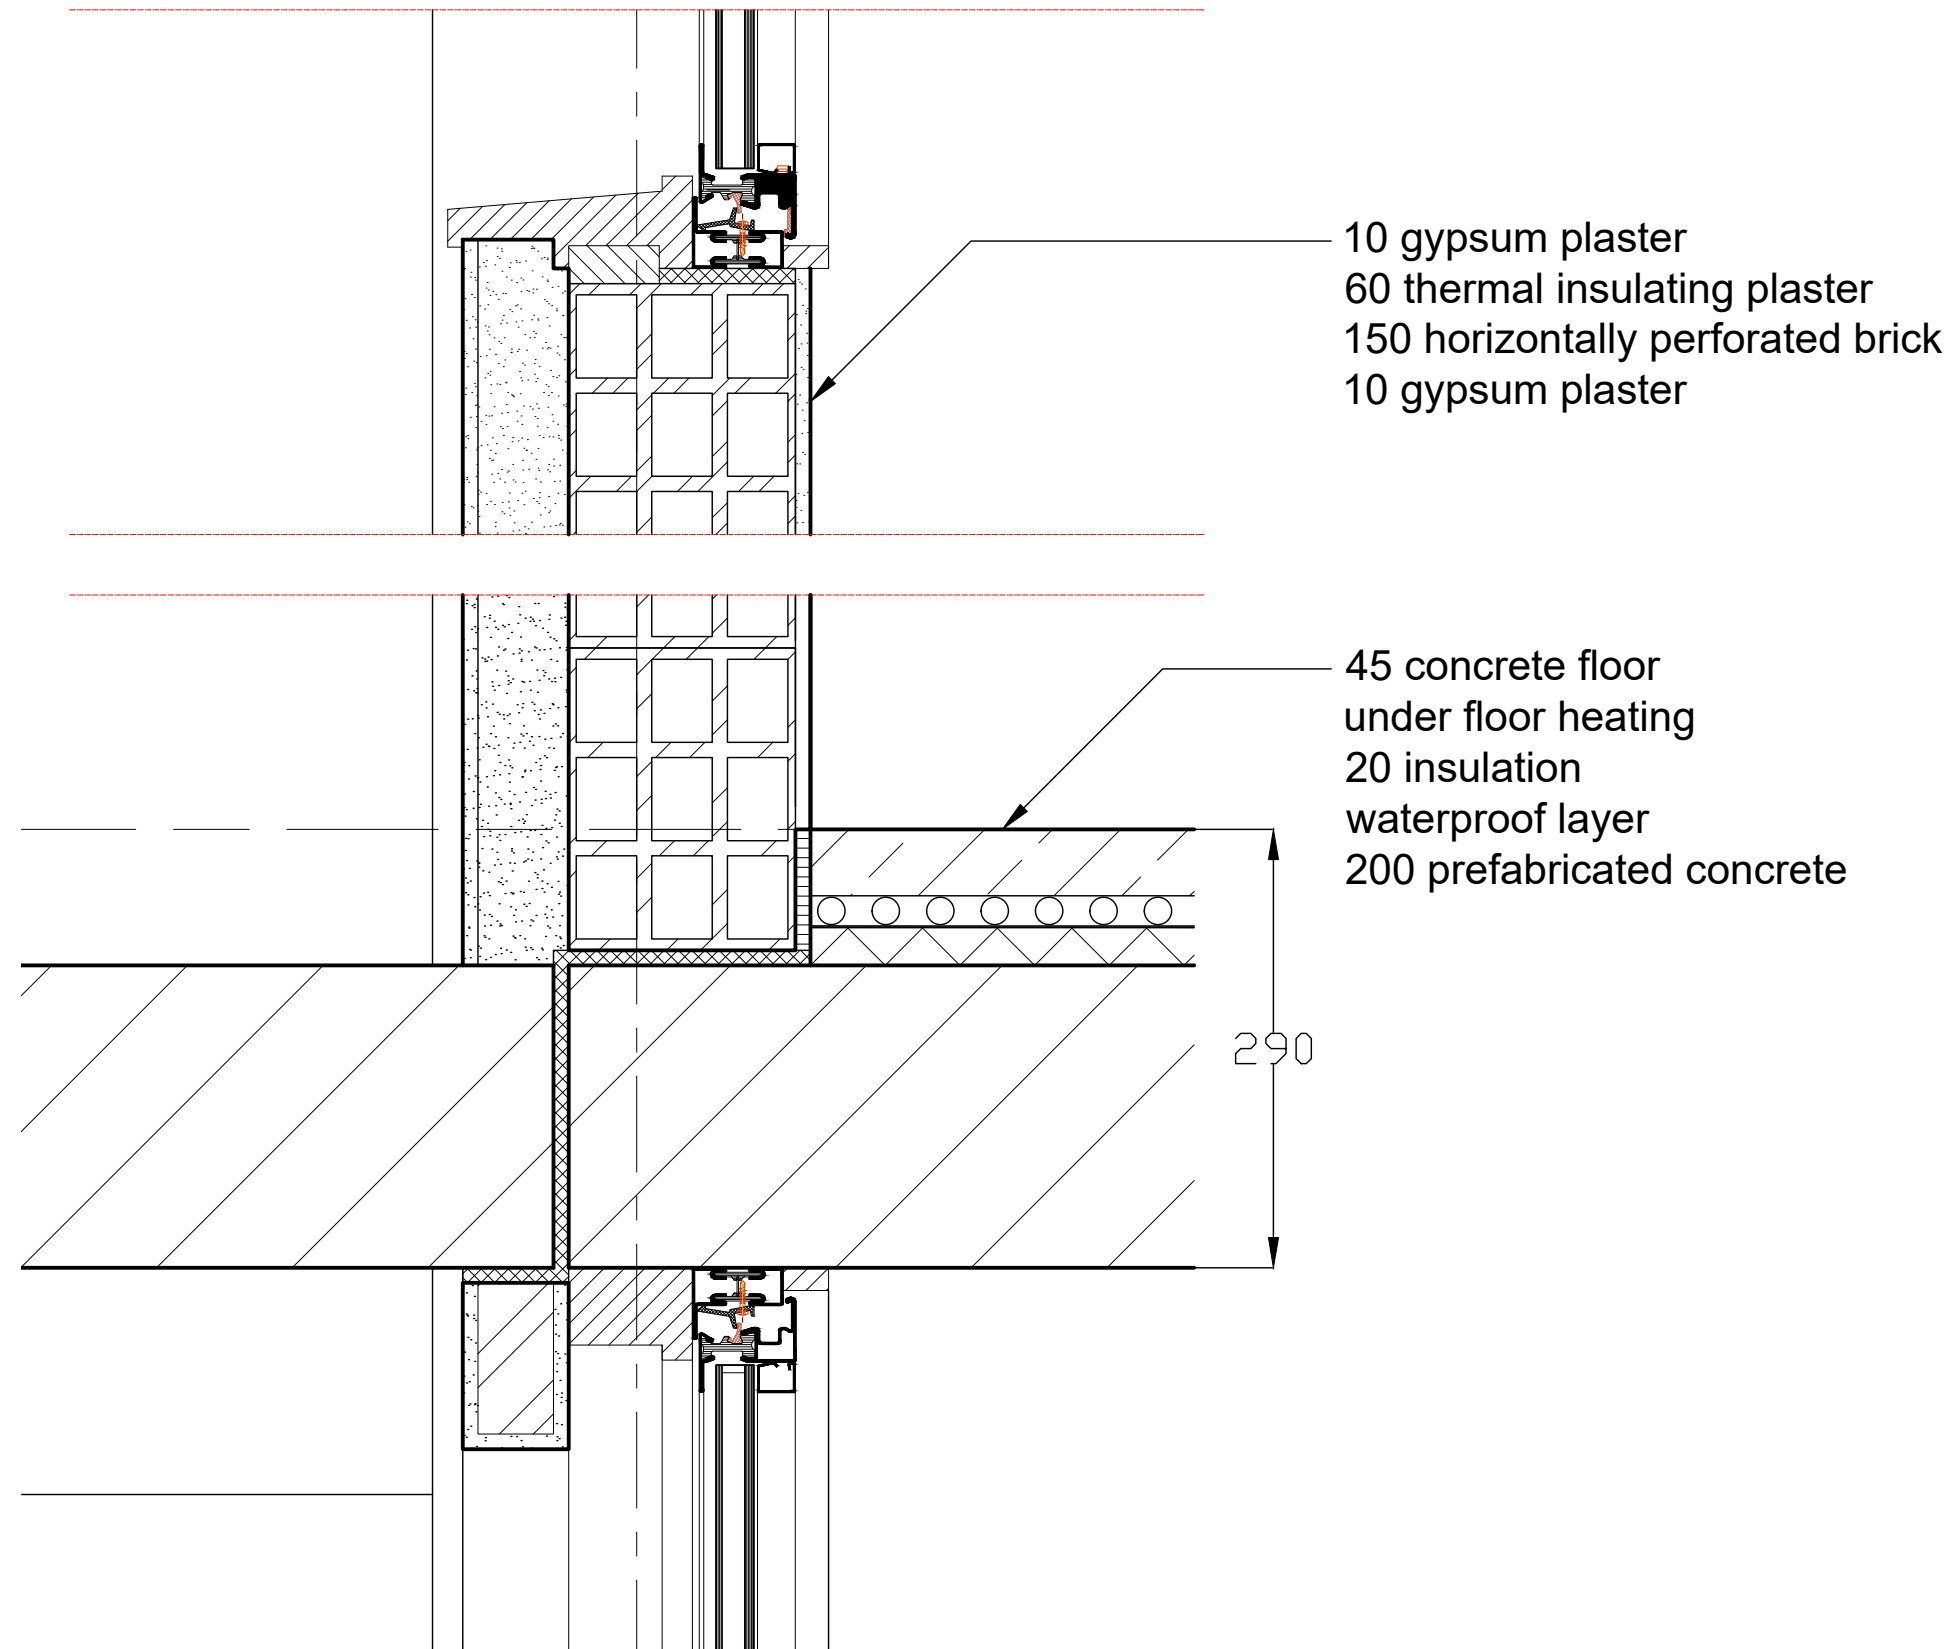 10 gypsum plaster
60 thermal insulating plaster
150 horizontally perforated brick
10 gypsum plaster
45 concrete floor
under floor heating
20 insulation
waterproof layer
200 prefabricated concrete
290